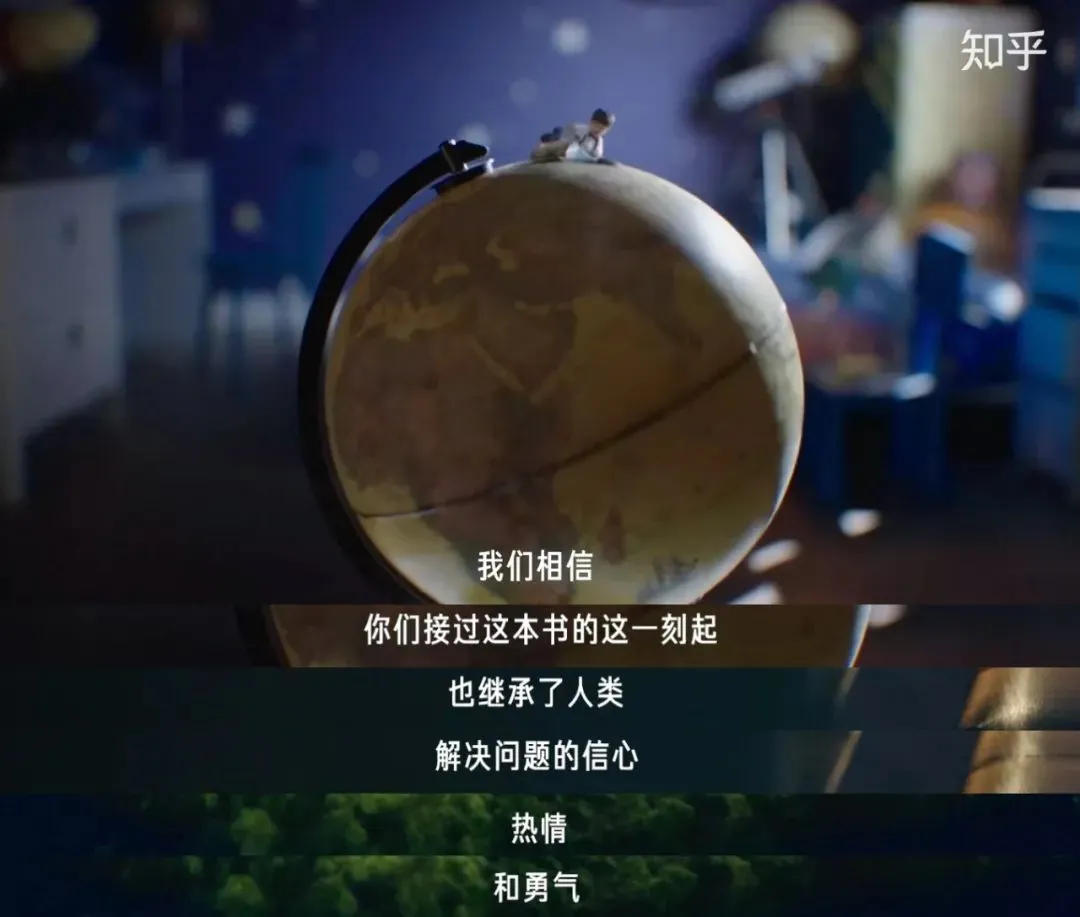 知乎
我们相信
你们接过这本书的这一刻起
也继承了人类
解决问题的信心
热情
和勇气